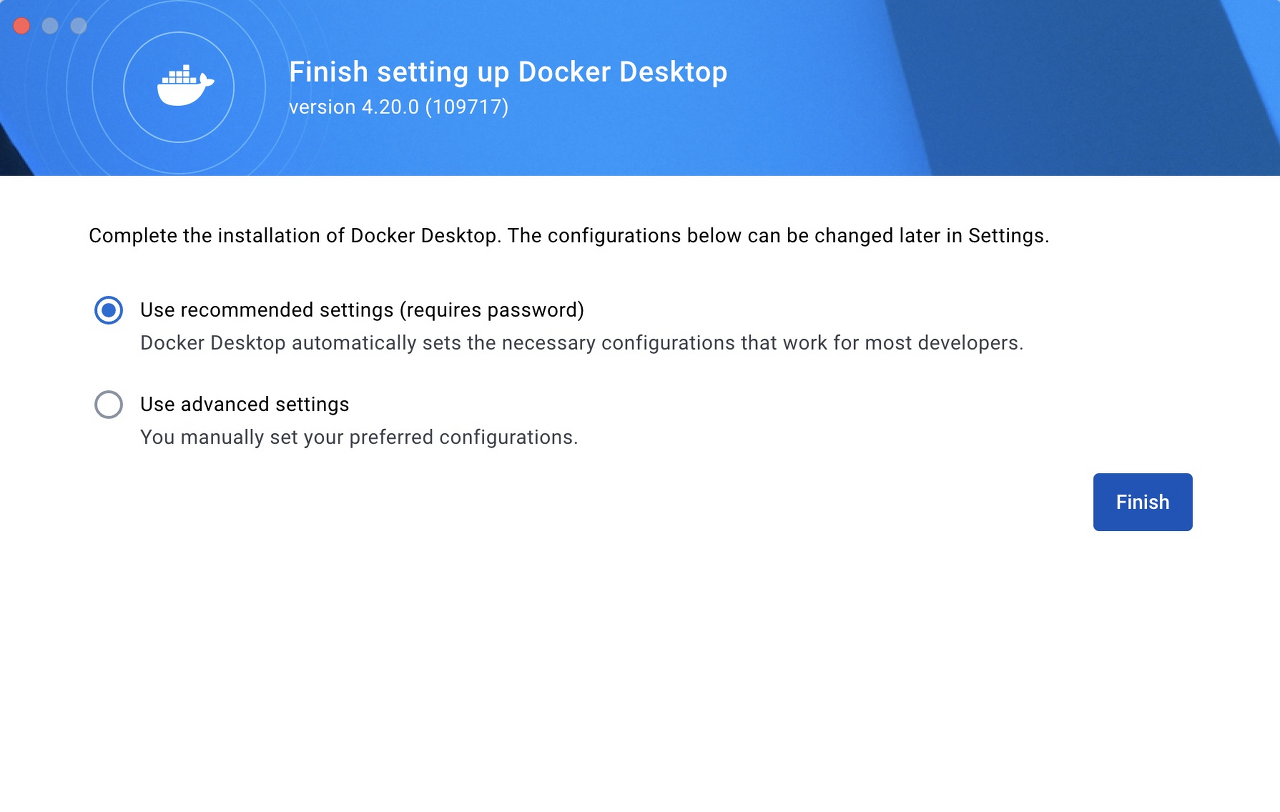 Finish setting up Docker Desktop
version 4.20.0 (109717)
Complete the installation of Docker Desktop. The configurations below can be changed later in Settings.
Use recommended settings (requires password)
Docker Desktop automatically sets the necessary configurations that work for most developers.
Use advanced settings
You manually set your preferred configurations.
Finish